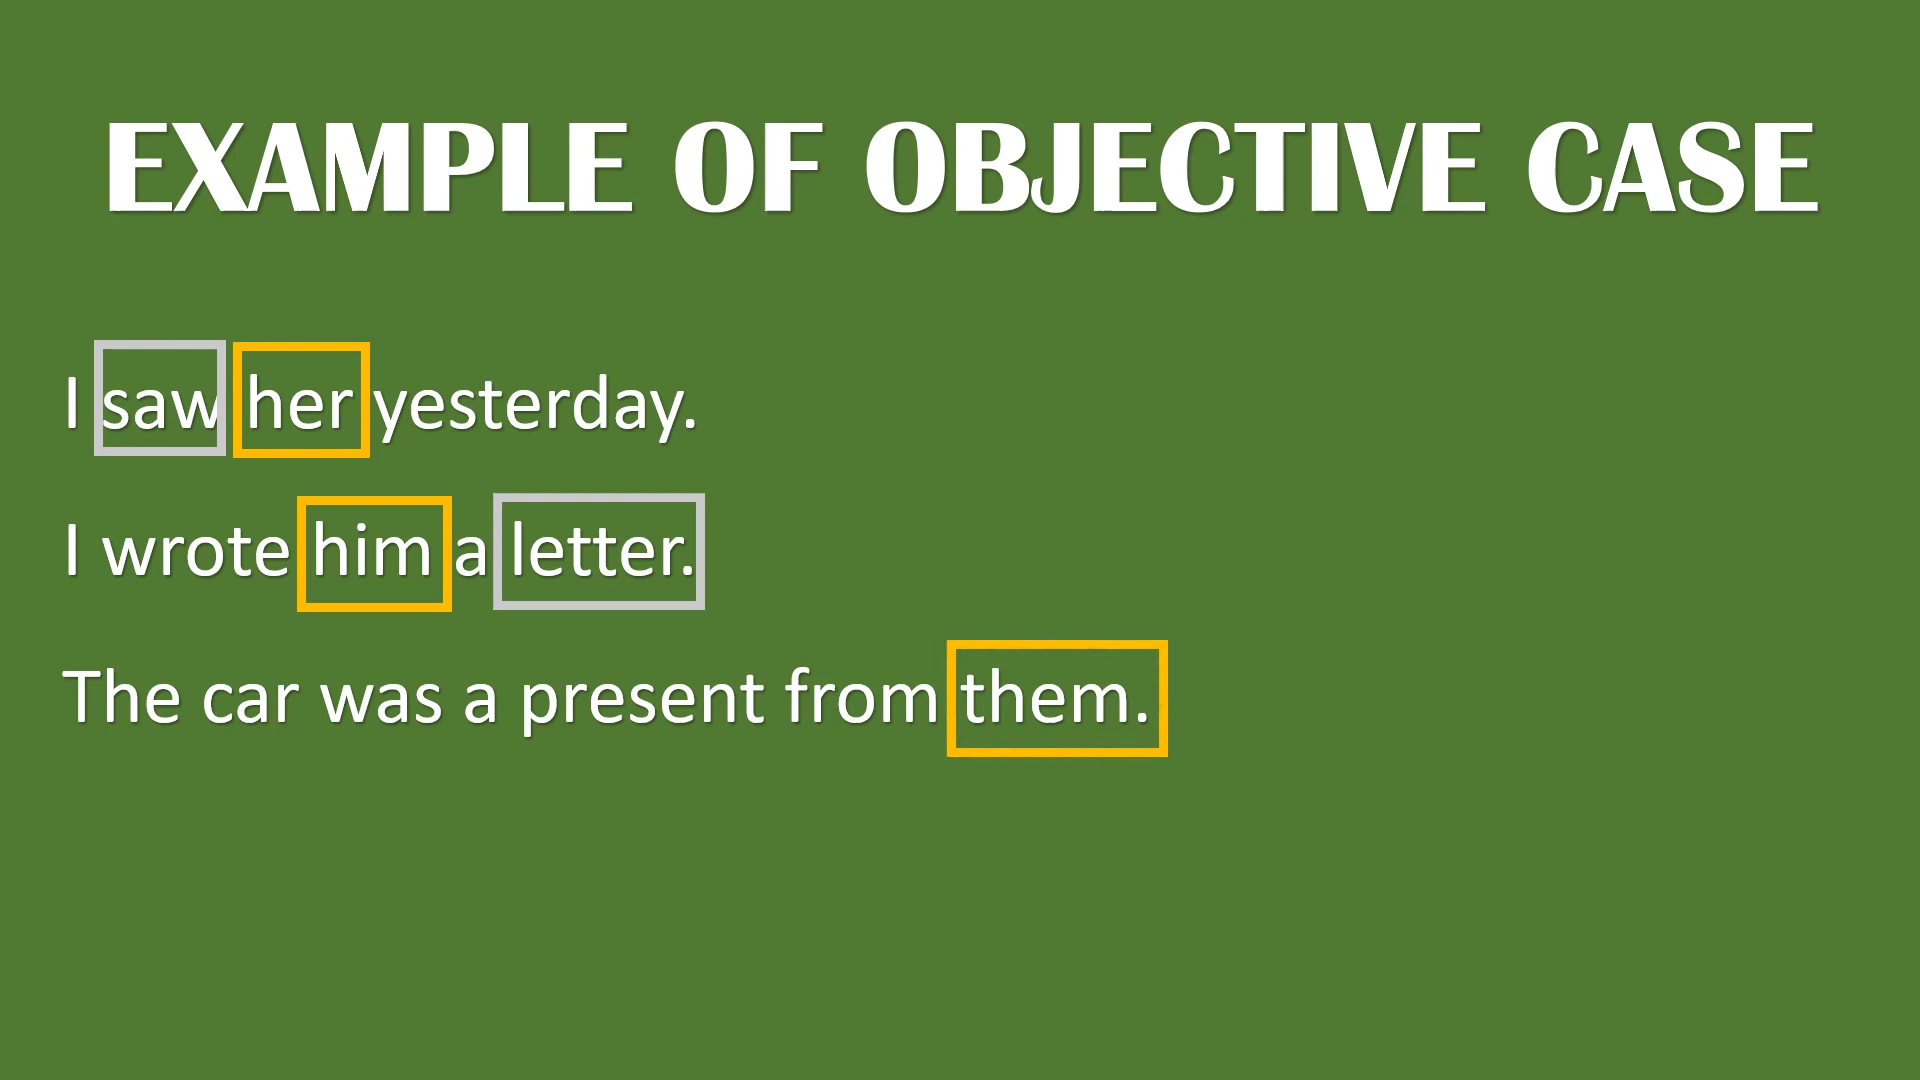 EXAMPLE OF OBJECTIVE CASE
I saw her yesterday.
I wrote him a letter.
The car was a present from them.